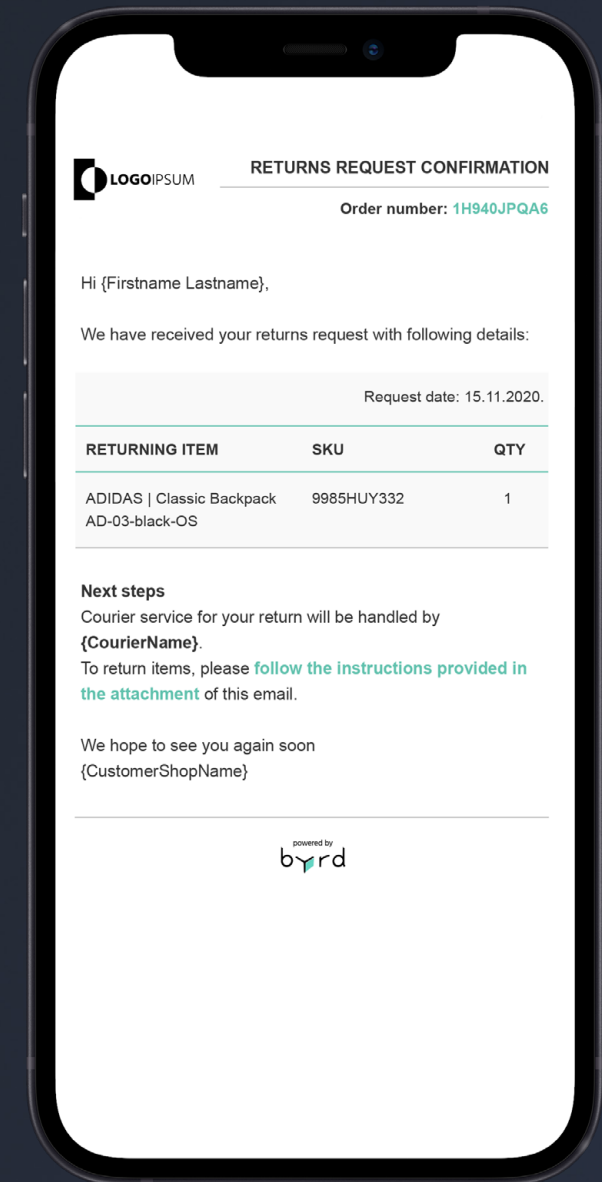 LOGOIPSUM
RETURNS REQUEST CONFIRMATION
Order number: 1H940JPQA6
Hi {Firstname Lastname},
We have received your returns request with following details:
Request date: 15.11.2020.
RETURNING ITEM SKU QTY
ADIDAS | Classic Backpack 9985HUY332 1
AD-03-black-OS
Next steps
Courier service for your return will be handled by
{CourierName}.
To return items, please follow the instructions provided in
the attachment of this email.
We hope to see you again soon
{CustomerShopName}
powered by
byrd